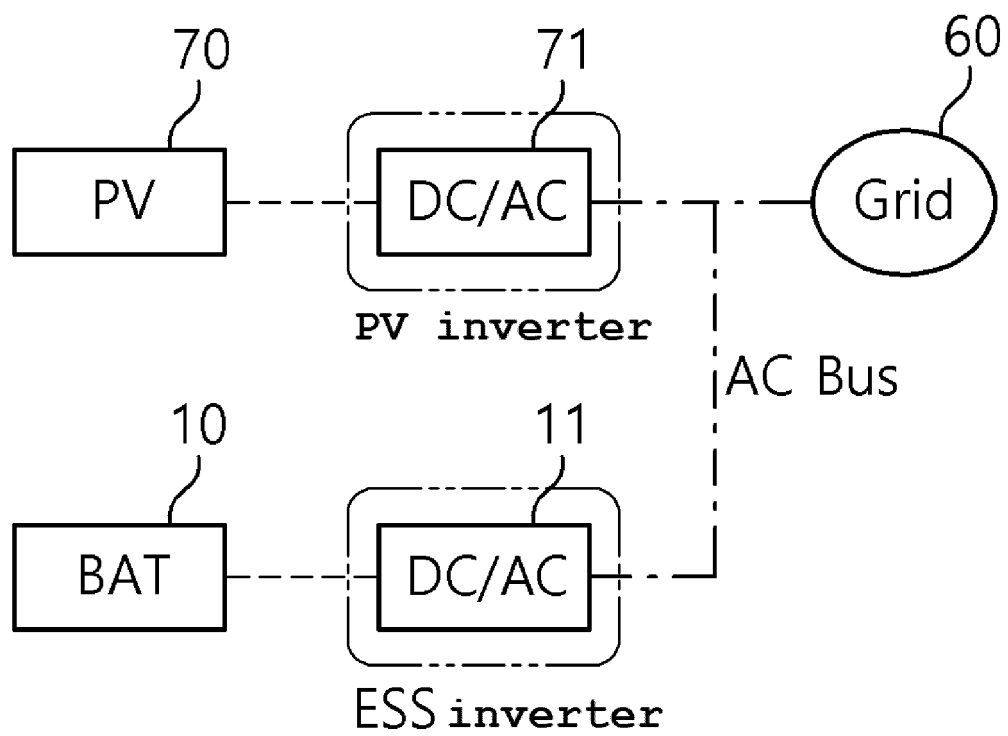 70
71
60
PV
DC/AC
Grid
PV inverter
AC Bus
10
11
BAT
DC/AC
ESS inverter